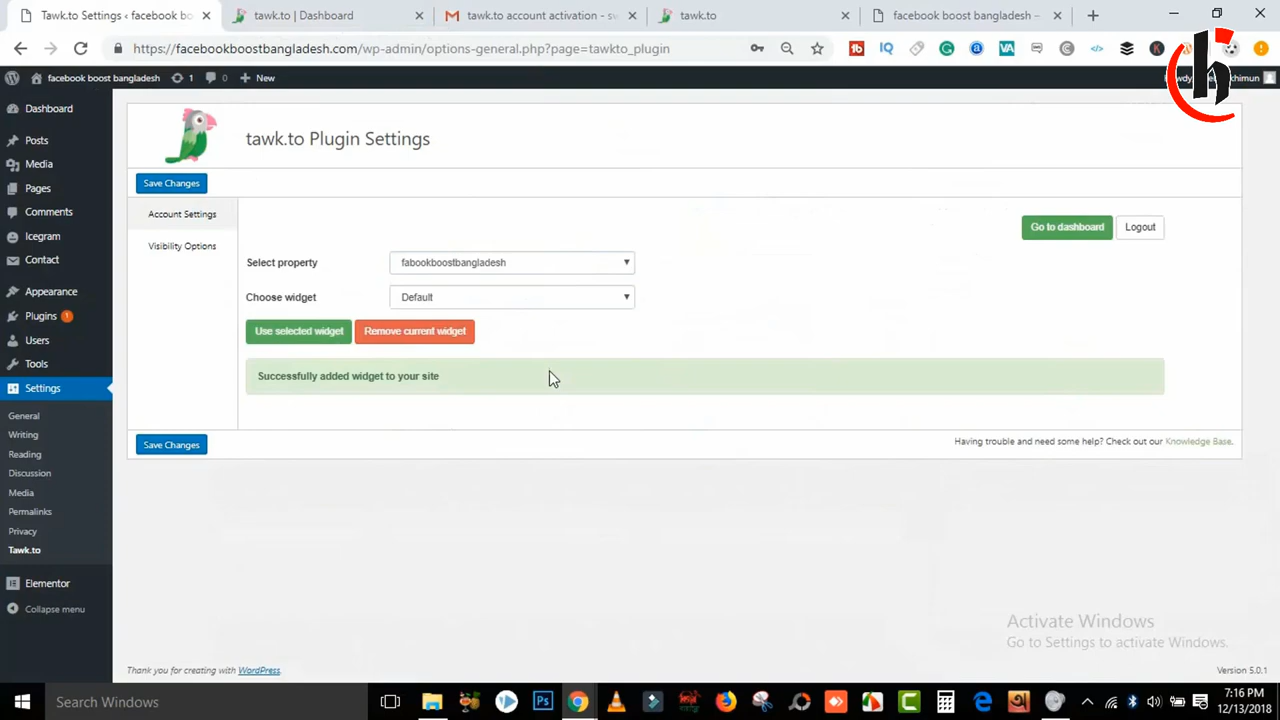 Tawk.to Settings ‹ facebook bo
tawk.to | Dashboard
tawk.to account activation - sw
tawk.to
facebook boost bangladesh –
https://facebookboostbangladesh.com/wp-admin/options-general.php?page=tawkto_plugin
facebook boost bangladesh
1
0
New
Dashboard
Posts
Media
Pages
Comments
Icegram
Contact
Appearance
Plugins 1
Users
Tools
Settings
General
Writing
Reading
Discussion
Media
Permalinks
Privacy
Tawk.to
Elementor
Collapse menu
tawk.to Plugin Settings
Save Changes
Account Settings
Visibility Options
Go to dashboard
Logout
Select property
fabookboostbangladesh
Choose widget
Default
Use selected widget
Remove current widget
Successfully added widget to your site
Save Changes
Having trouble and need some help? Check out our Knowledge Base.
Activate Windows
Go to Settings to activate Windows.
Thank you for creating with WordPress.
Version 5.0.1
Search Windows
7:16 PM
12/13/2018